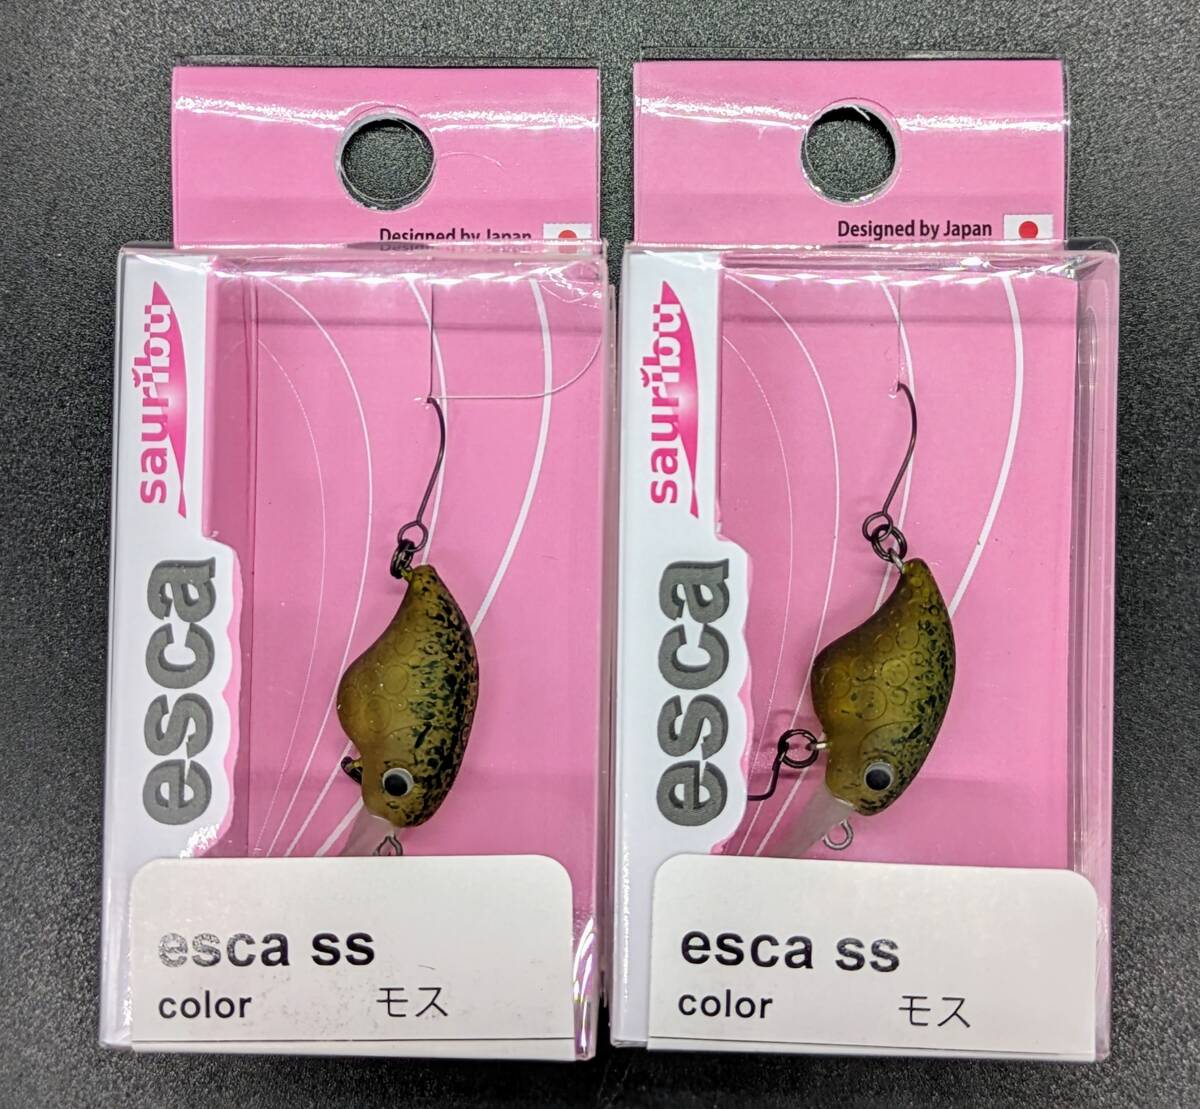 Designed by Japan
sauribu
esca
esca ss
color モス
Designed by Japan
sauribu
esca
esca ss
color モス